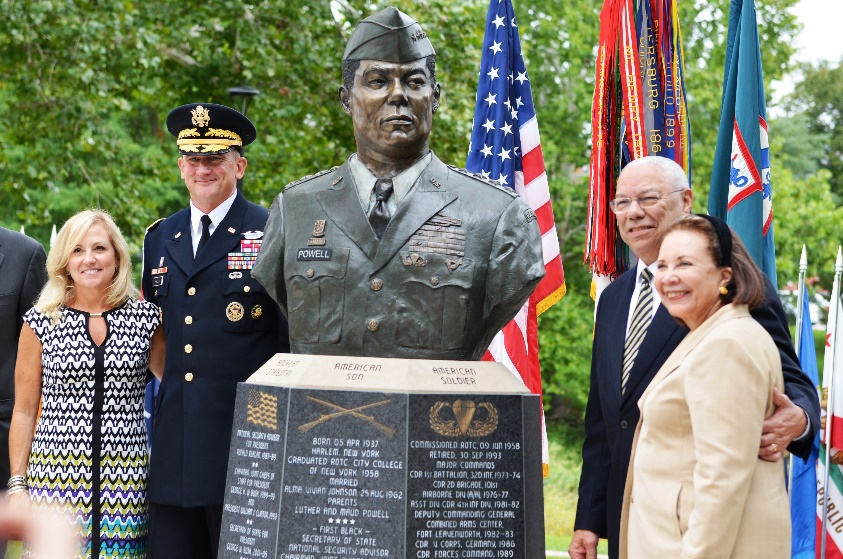 POWELL
AMERICAN
SON
AMERICAN
SOLDIER
NATIONAL SECURITY ADVISOR
FOR
PRESIDENT
RONALD REAGAN, 1987-89
CHAIRMAN, JOINT CHIEFS OF
STAFF FOR
PRESIDENT
GEORGE H. W. BUSH, 1989-93
PRESIDENT WILLIAM J. CLINTON, 1993
SECRETARY OF STATE
FOR
PRESIDENT
GEORGE W. BUSH, 2001-05
BORN 05 APR 1937
HARLEM, NEW YORK
GRADUATED ROTC, CITY COLLEGE
OF NEW YORK 1958
MARRIED
ALMA VIVIAN JOHNSON, 25 AUG 1962
PARENTS
LUTHER AND MAUD POWELL
- FIRST BLACK -
SECRETARY OF STATE
NATIONAL SECURITY ADVISOR
COMMISSIONED ROTC, 09 JUN 1958
RETIRED, 30 SEP 1993
MAJOR COMMANDS
CDR 1ST BATTALION, 32D INF, 1973-74
CDR 2D BRIGADE, 101ST
AIRBORNE DIV (A/A), 1976-77
ASST DIV CDR 4TH INF DIV, 1981-82
DEPUTY COMMANDING GENERAL
COMBINED ARMS CENTER,
FORT LEAVENWORTH, 1982-83
CDR V CORPS, GERMANY, 1986
CDR FORCES COMMAND, 1989
PETERSBURG
1899
REPUBLIC